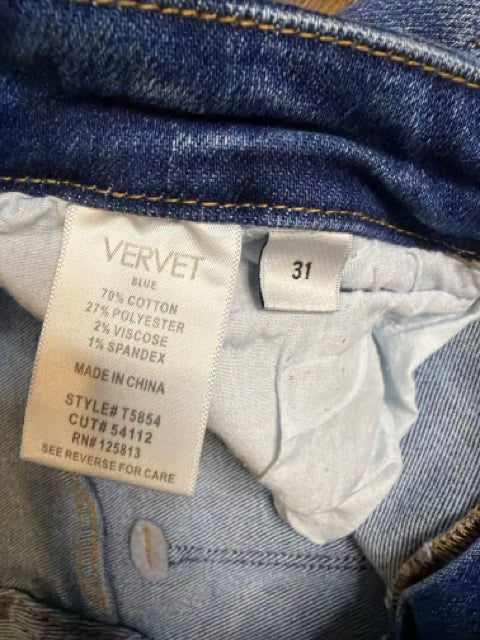 VERVET
BLUE
70% COTTON
27% POLYESTER
2% VISCOSE
1% SPANDEX
MADE IN CHINA
STYLE# T5854
CUT# 54112
RN# 125813
SEE REVERSE FOR CARE
31